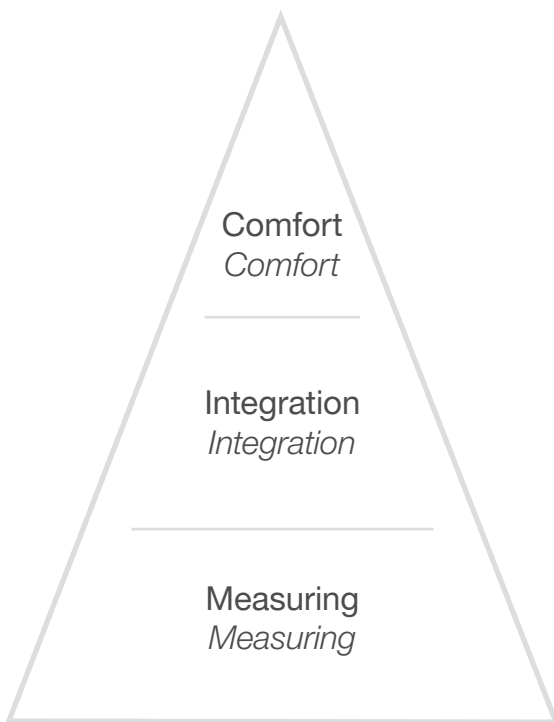 Comfort
Comfort
Integration
Integration
Measuring
Measuring